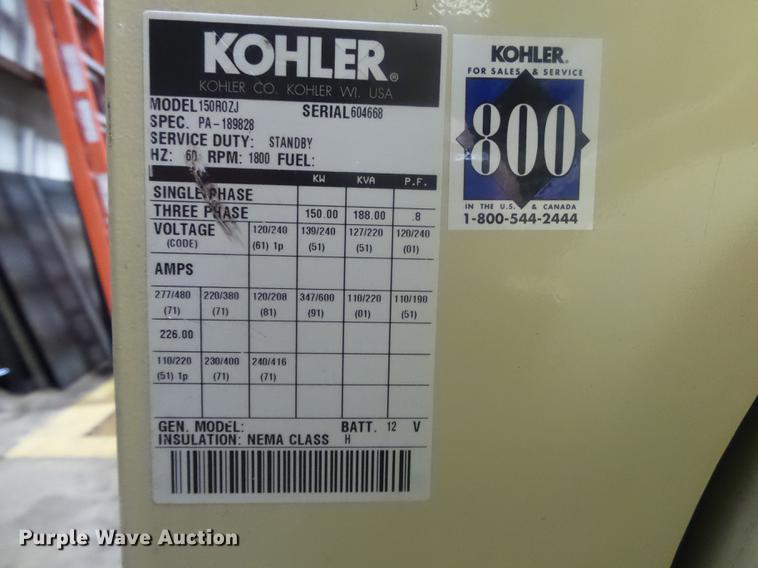 KOHLER®
KOHLER CO. KOHLER WI. USA
MODEL 150ROZJ SERIAL 604668
SPEC. PA-189828
SERVICE DUTY: STANDBY
HZ: 60 RPM: 1800 FUEL:
KW KVA P.F.
SINGLE PHASE
THREE PHASE 150.00 188.00 .8
VOLTAGE 120/240 139/240 127/220 120/240
(CODE) (61) 1p (51) (51) (01)
AMPS
277/480 220/380 120/208 347/600 110/220 110/190
(71) (71) (81) (91) (01) (51)
226.00
110/220 230/400 240/416
(51) 1p (71) (71)
GEN. MODEL: BATT. 12 V
INSULATION: NEMA CLASS H
KOHLER®
FOR SALES & SERVICE
800
IN THE U.S. & CANADA
1-800-544-2444
Purple Wave Auction